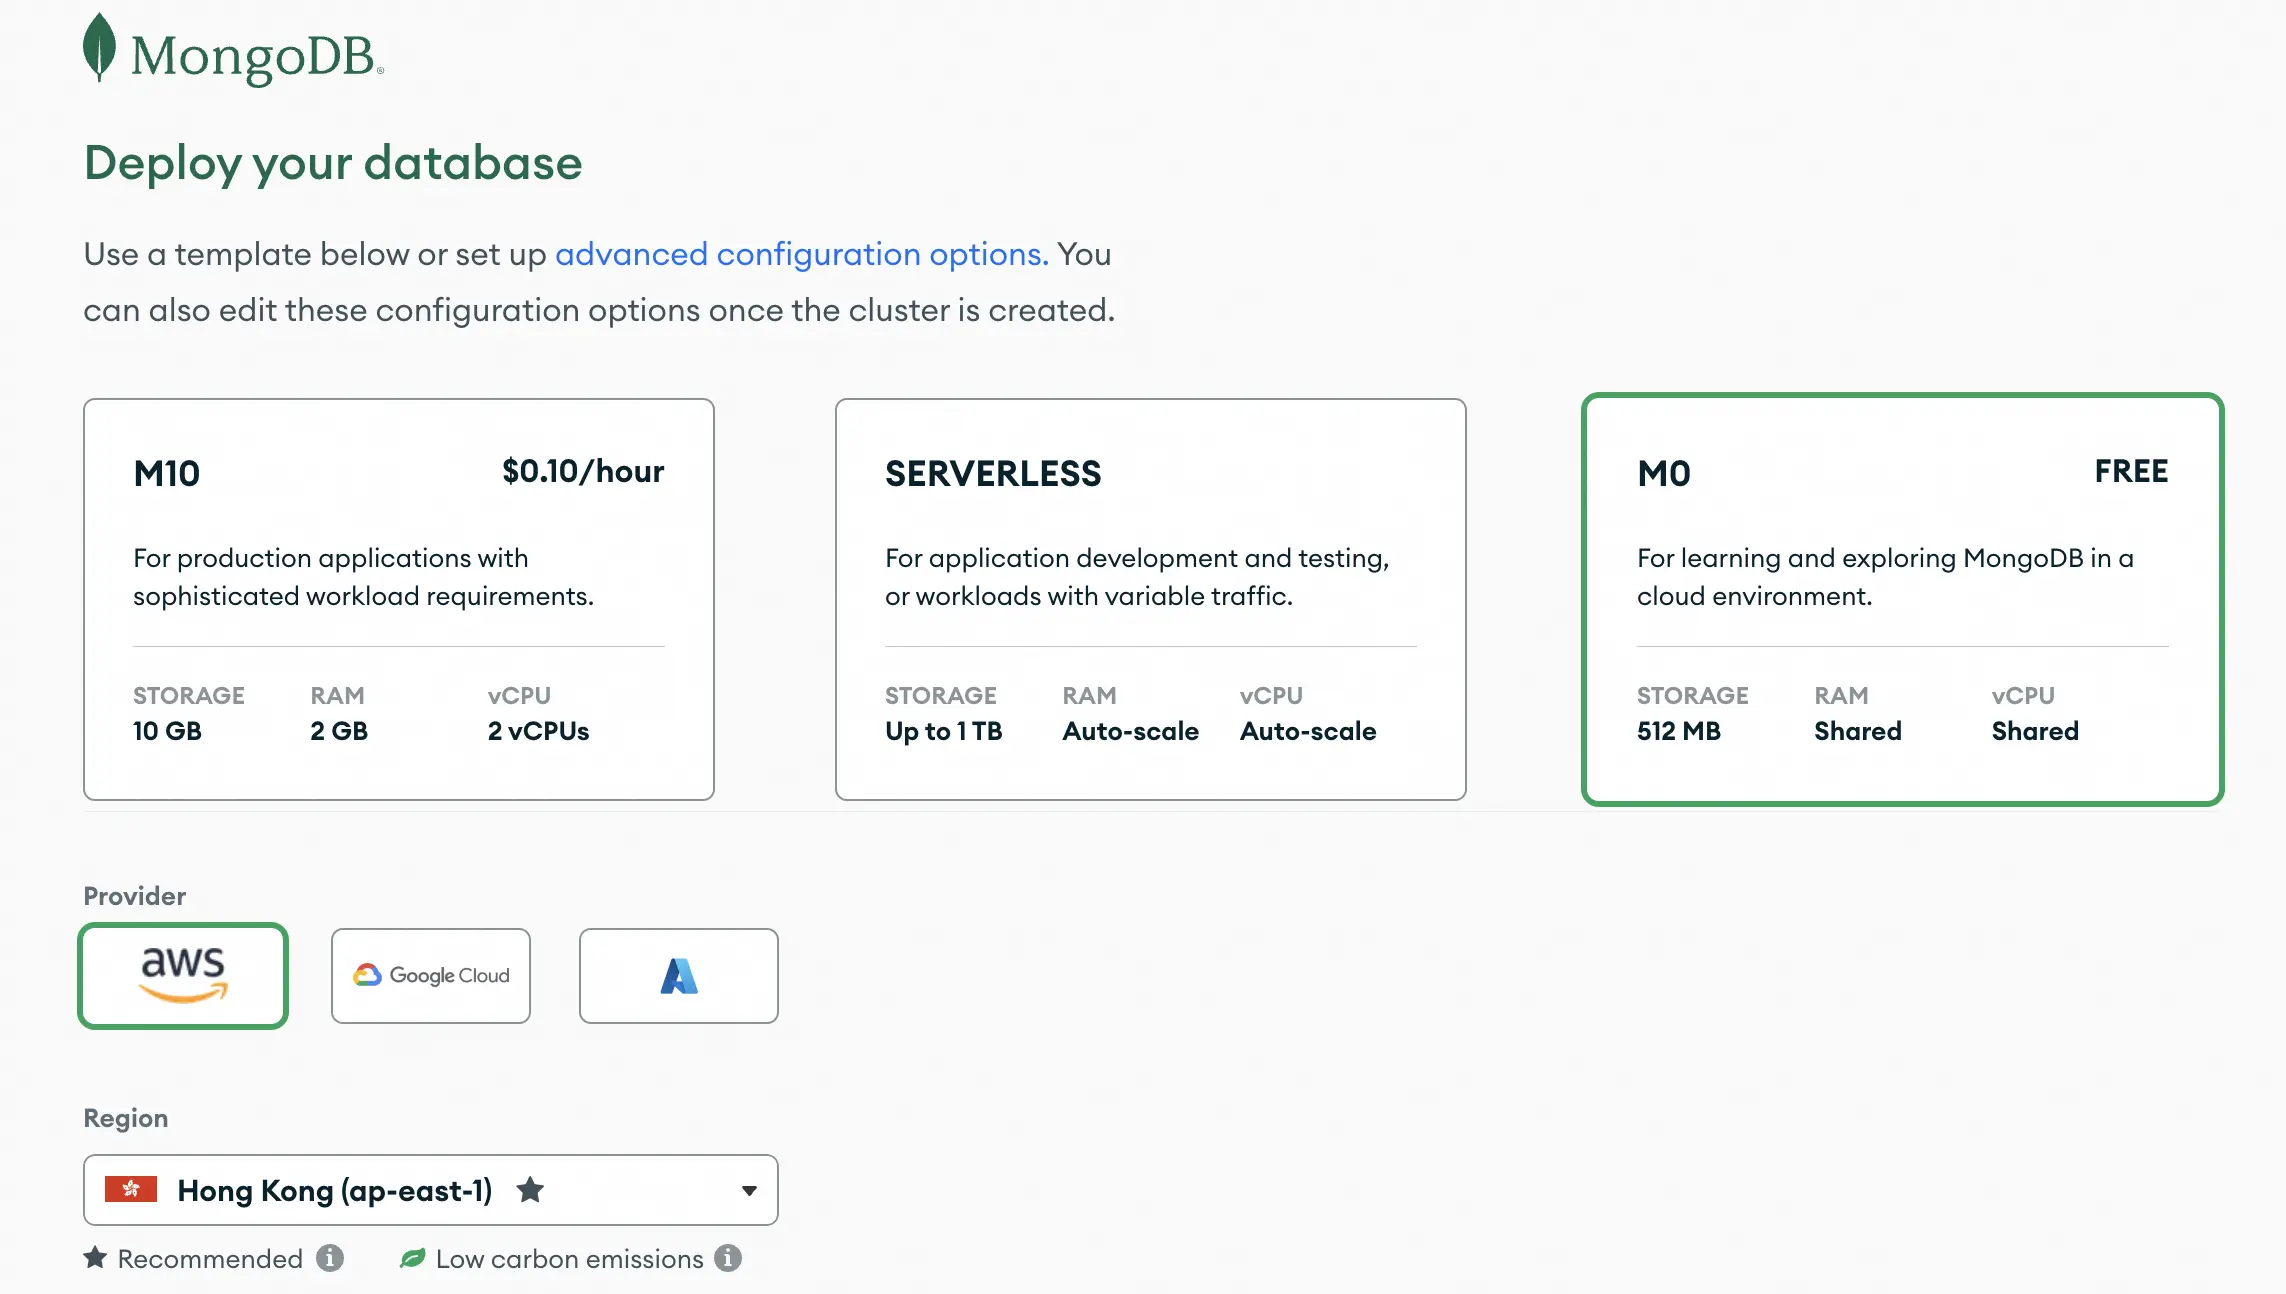 MongoDB®
Deploy your database
Use a template below or set up advanced configuration options. You
can also edit these configuration options once the cluster is created.
M10 $0.10/hour
For production applications with
sophisticated workload requirements.
STORAGE RAM vCPU
10 GB 2 GB 2 vCPUs
SERVERLESS
For application development and testing,
or workloads with variable traffic.
STORAGE RAM vCPU
Up to 1 TB Auto-scale Auto-scale
M0 FREE
For learning and exploring MongoDB in a
cloud environment.
STORAGE RAM vCPU
512 MB Shared Shared
Provider
aws Google Cloud
Region
Hong Kong (ap-east-1) ★
★ Recommended Low carbon emissions